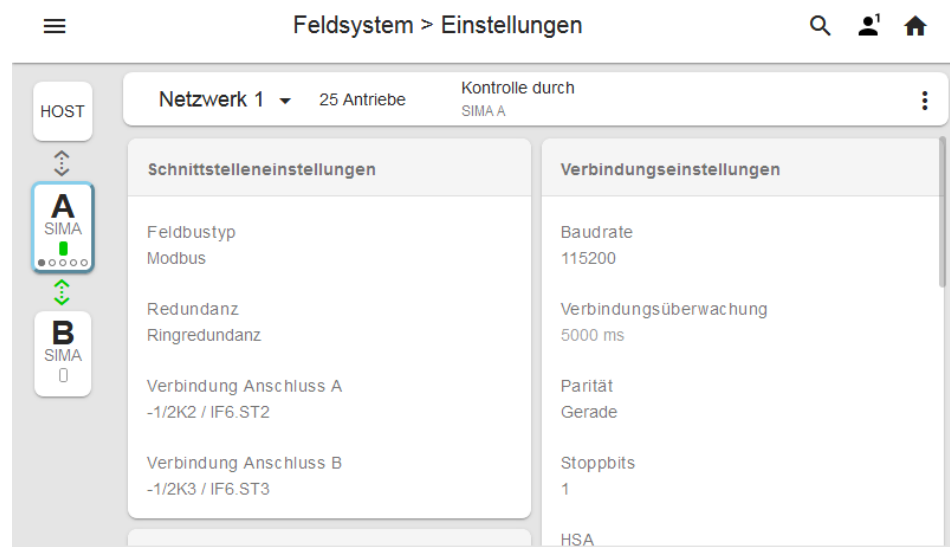 Feldsystem > Einstellungen
1
HOST
Netzwerk 1
25 Antriebe
Kontrolle durch
SIMA A
A
SIMA
B
SIMA
Schnittstelleneinstellungen
Feldbustyp
Modbus
Redundanz
Ringredundanz
Verbindung Anschluss A
-1/2K2 / IF6.ST2
Verbindung Anschluss B
-1/2K3 / IF6.ST3
Verbindungseinstellungen
Baudrate
115200
Verbindungsüberwachung
5000 ms
Parität
Gerade
Stoppbits
1
HSA